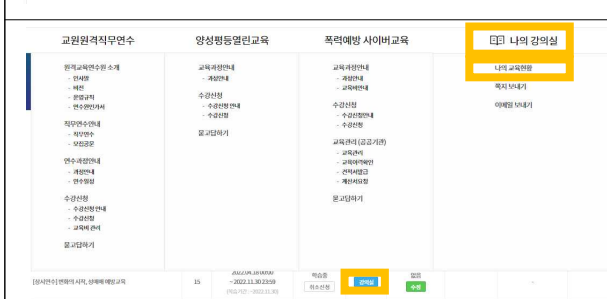 교원원격직무연수
양성평등열린교육
폭력예방 사이버교육
나의 강의실
원격교육연수원 소개
- 인사말
- 비전
- 운영규칙
- 연수원인가서
직무연수안내
- 직무연수
- 모집공문
연수과정안내
- 과정안내
- 연수일정
수강신청
- 수강신청 안내
- 수강신청
- 교육비 관리
묻고답하기
교육과정안내
- 과정안내
수강신청
- 수강신청 안내
- 수강신청
묻고답하기
교육과정안내
- 과정안내
- 교육비안내
수강신청
- 수강신청안내
- 수강신청
교육관리 (공공기관)
- 교육관리
- 교육이력확인
- 견적서발급
- 계산서요청
묻고답하기
나의 교육현황
쪽지 보내기
이메일 보내기
[상시연수] 변화의 시작, 성매매 예방교육
15
2022.04.18 00:00
~ 2022.11.30 23:59
학습중
취소신청
강의실
없음
수정
-